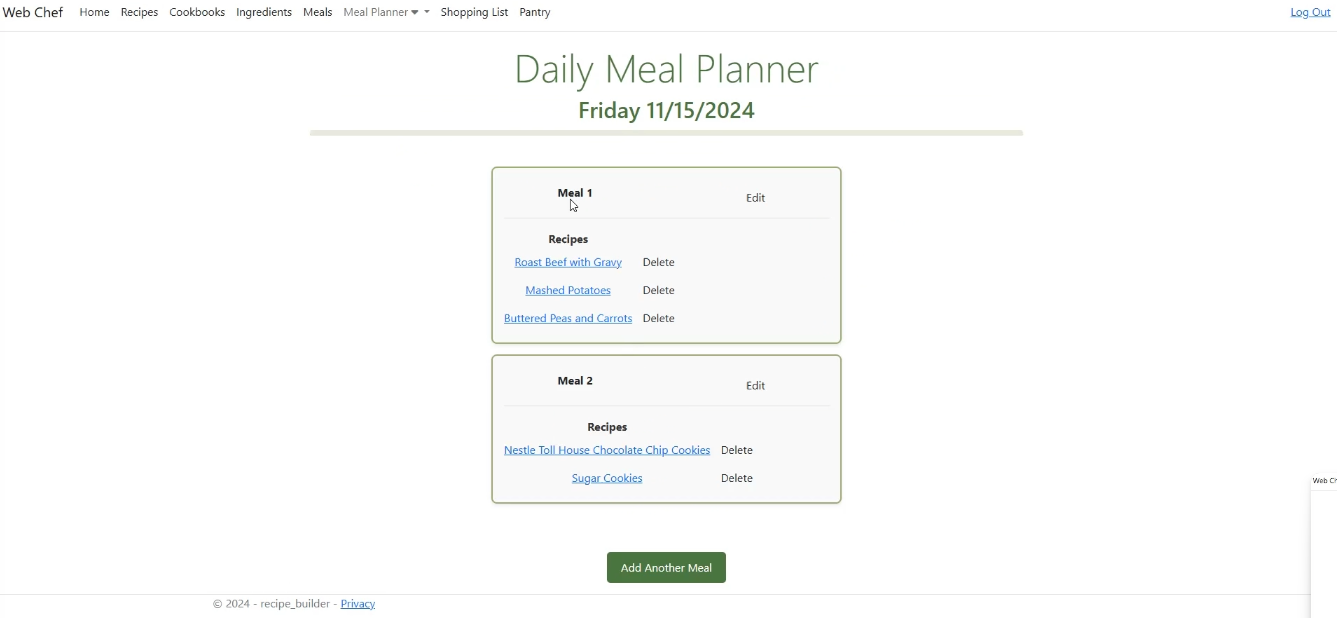 Web Chef Home Recipes Cookbooks Ingredients Meals Meal Planner Shopping List Pantry Log Out
Daily Meal Planner
Friday 11/15/2024
Meal 1 Edit
Recipes
Roast Beef with Gravy Delete
Mashed Potatoes Delete
Buttered Peas and Carrots Delete
Meal 2 Edit
Recipes
Nestle Toll House Chocolate Chip Cookies Delete
Sugar Cookies Delete
Web
Add Another Meal
© 2024 - recipe_builder - Privacy